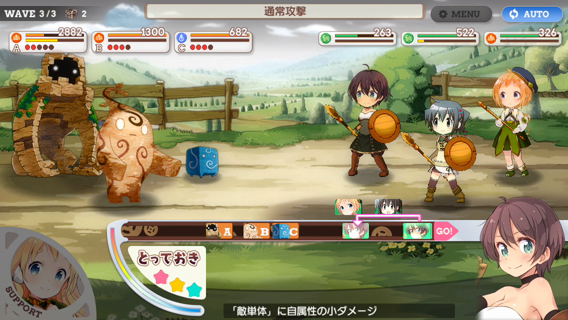 WAVE 3/3 2
通常攻撃
MENU
AUTO
2882
A
1300
B
682
C
263
522
326
A B C GO!
とっておき
SUPPORT
「敵単体」に自属性の小ダメージ